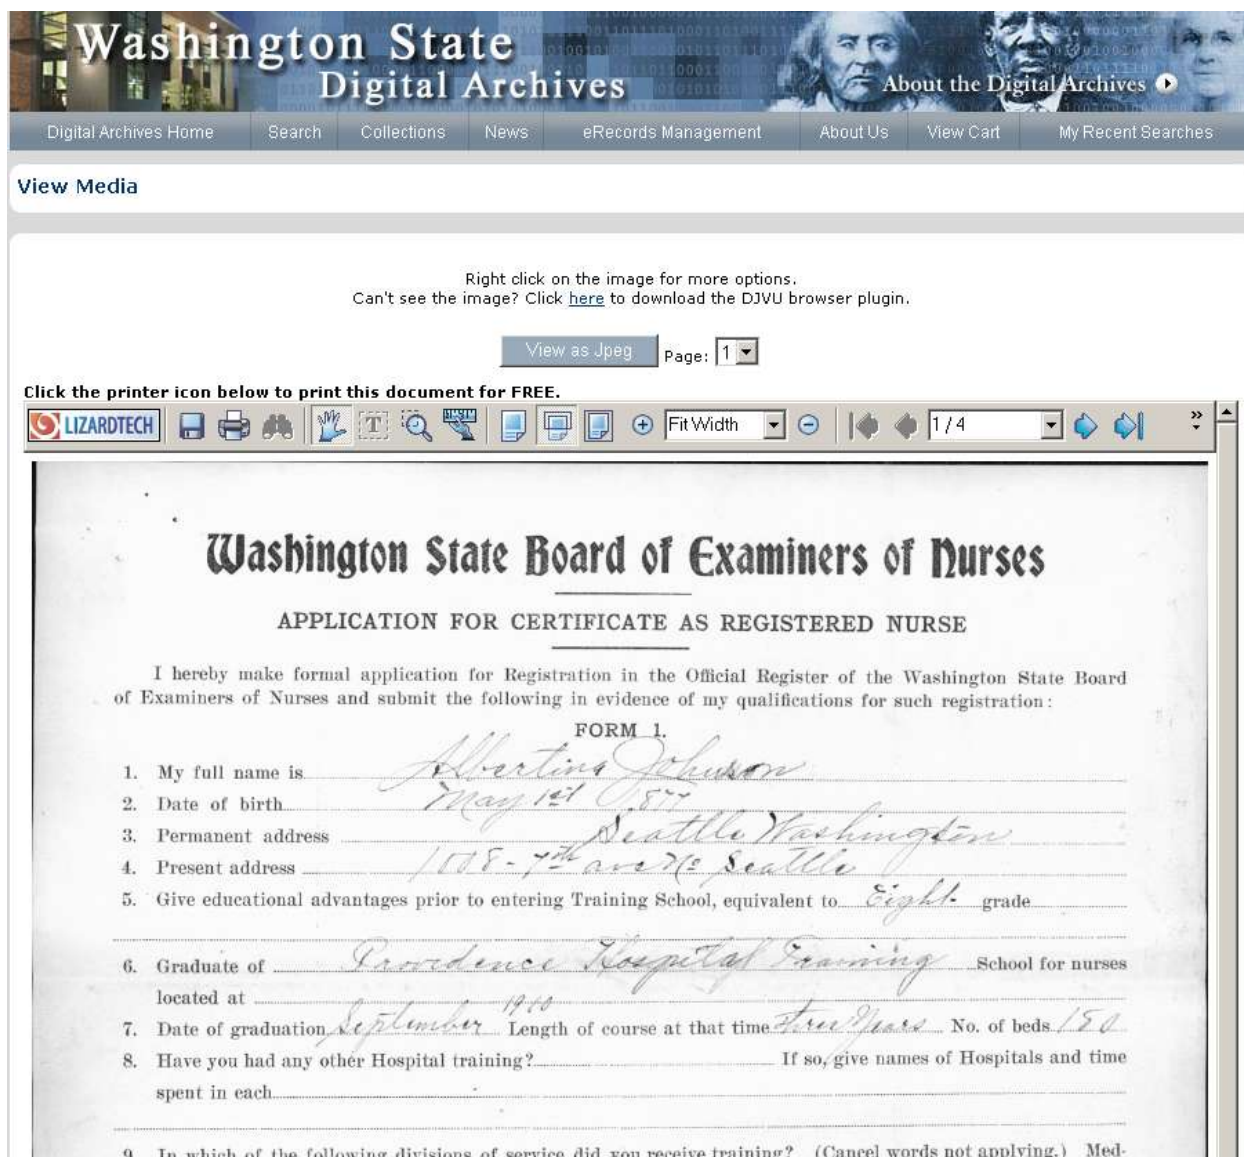 Washington State
Digital Archives
About the Digital Archives
Digital Archives Home Search Collections News eRecords Management About Us View Cart My Recent Searches
View Media
Right click on the image for more options.
Can't see the image? Click here to download the DJVU browser plugin.
View as Jpeg Page: 1
Click the printer icon below to print this document for FREE.
LIZARDTECH Fit Width 1 / 4
Washington State Board of Examiners of Nurses
APPLICATION FOR CERTIFICATE AS REGISTERED NURSE
I hereby make formal application for Registration in the Official Register of the Washington State Board
of Examiners of Nurses and submit the following in evidence of my qualifications for such registration:
FORM 1.
1. My full name is Albertina Johnson
2. Date of birth May 1st 1877
3. Permanent address Seattle Washington
4. Present address 1008 - 7th ave No Seattle
5. Give educational advantages prior to entering Training School, equivalent to Eight grade
6. Graduate of Providence Hospital Training School for nurses
located at
7. Date of graduation September 1910 Length of course at that time three Years No. of beds 150
8. Have you had any other Hospital training? If so, give names of Hospitals and time
spent in each
9. In which of the following divisions of service did you receive training? (Cancel words not applying.) Med-